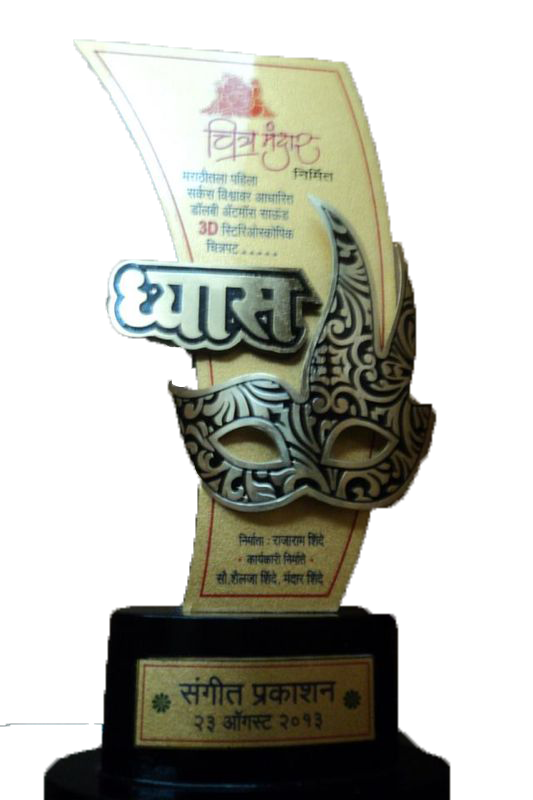 चित्र मंदार
निर्मित
मराठीतला पहिला
सर्कस विश्वावर आधारित
डॉल्बी ॲटमॉस साऊंड
3D स्टिरिओस्कोपिक
चित्रपट.....
ध्यास
निर्माता : राजाराम शिंदे
• कार्यकारी निर्माते •
सौ.शैलजा शिंदे, मंदार शिंदे
संगीत प्रकाशन
२३ ऑगस्ट २०१३